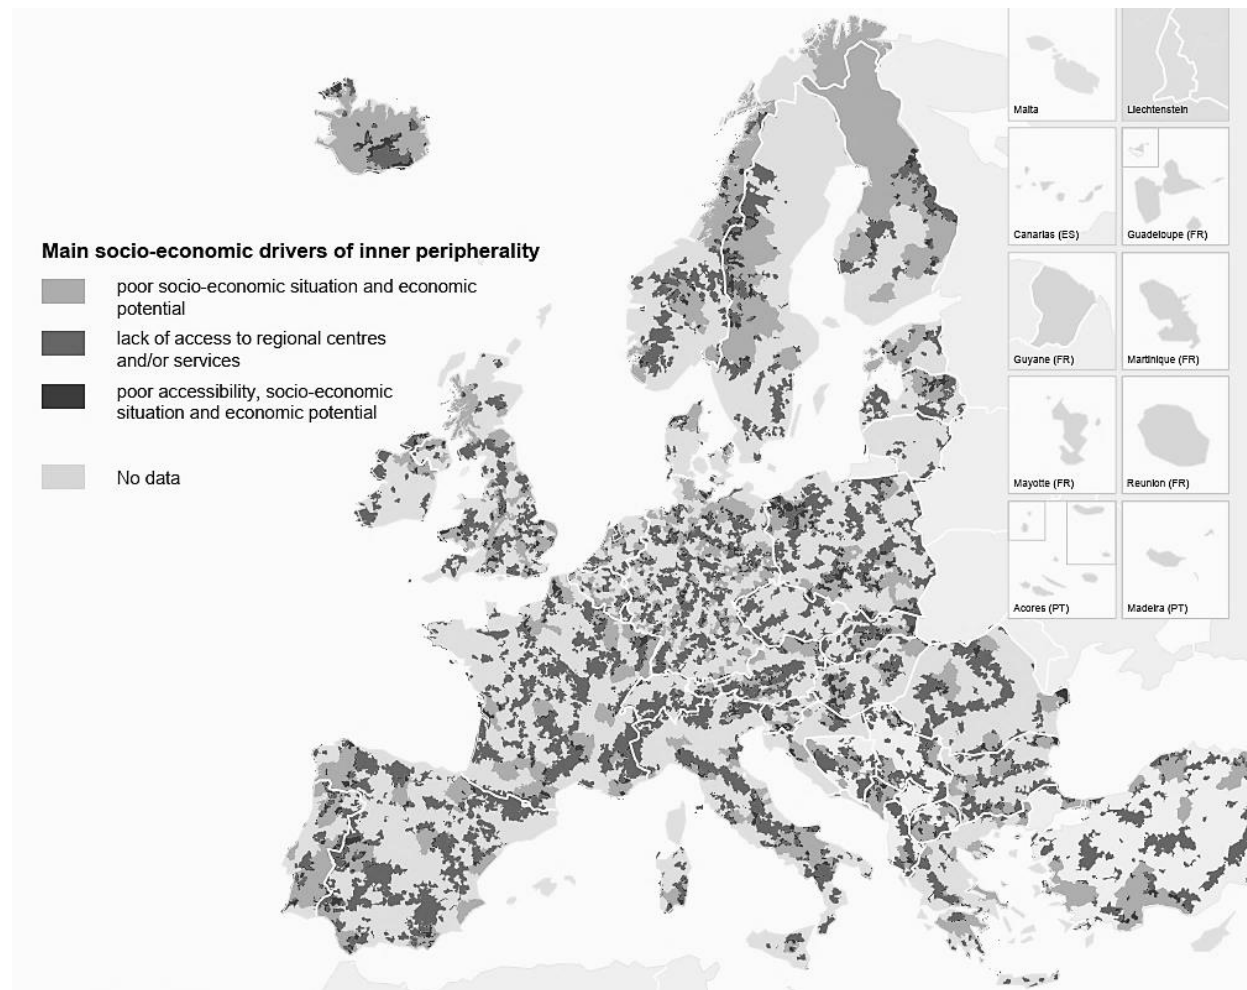 Main socio-economic drivers of inner peripherality
poor socio-economic situation and economic
potential
lack of access to regional centres
and/or services
poor accessibility, socio-economic
situation and economic potential
No data
Malta
Liechtenstein
Canarias (ES)
Guadeloupe (FR)
Guyane (FR)
Martinique (FR)
Mayotte (FR)
Reunion (FR)
Acores (PT)
Madeira (PT)